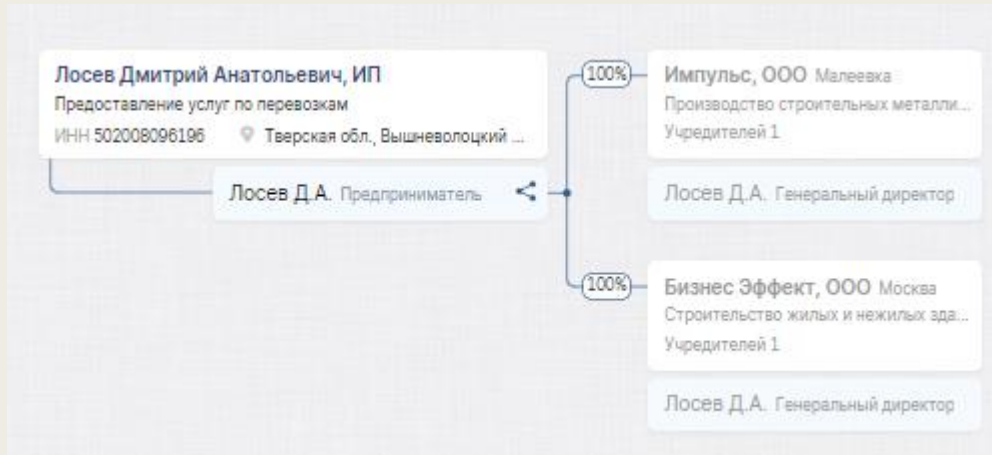 Лосев Дмитрий Анатольевич, ИП
Предоставление услуг по перевозкам
ИНН 502008096196 Тверская обл., Вышневолоцкий ...
Лосев Д.А. Предприниматель
100%
Импульс, ООО Малеевка
Производство строительных металли...
Учредителей 1
Лосев Д.А. Генеральный директор
100%
Бизнес Эффект, ООО Москва
Строительство жилых и нежилых зда...
Учредителей 1
Лосев Д.А. Генеральный директор